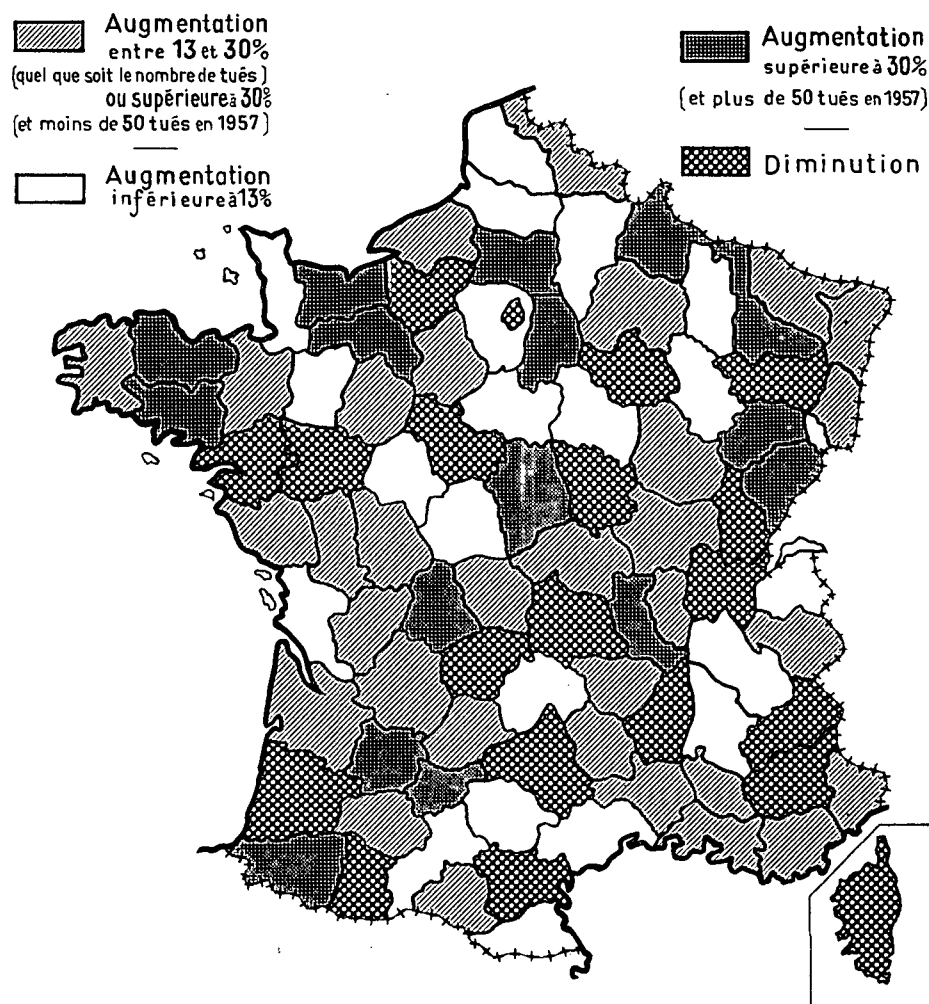 Augmentation
entre 13 et 30%
(quel que soit le nombre de tués)
ou supérieure à 30%
(et moins de 50 tués en 1957)
Augmentation
inférieure à 13%
Augmentation
supérieure à 30%
(et plus de 50 tués en 1957)
Diminution